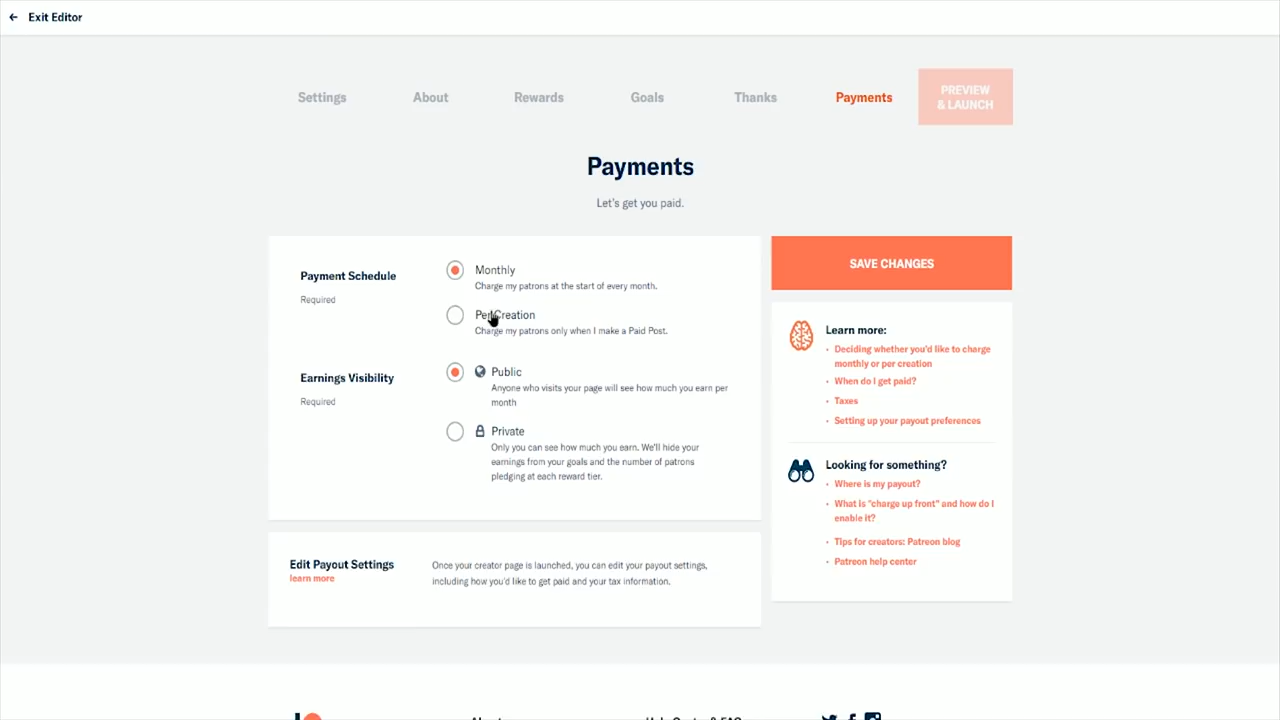 Exit Editor
Settings
About
Rewards
Goals
Thanks
Payments
PREVIEW
& LAUNCH
Payments
Let's get you paid.
Payment Schedule
Required
Monthly
Charge my patrons at the start of every month.
Per Creation
Charge my patrons only when I make a Paid Post.
Earnings Visibility
Required
Public
Anyone who visits your page will see how much you earn per
month
Private
Only you can see how much you earn. We'll hide your
earnings from your goals and the number of patrons
pledging at each reward tier.
Edit Payout Settings
learn more
Once your creator page is launched, you can edit your payout settings,
including how you'd like to get paid and your tax information.
SAVE CHANGES
Learn more:
• Deciding whether you'd like to charge
monthly or per creation
• When do I get paid?
• Taxes
• Setting up your payout preferences
Looking for something?
• Where is my payout?
• What is "charge up front" and how do I
enable it?
• Tips for creators: Patreon blog
• Patreon help center